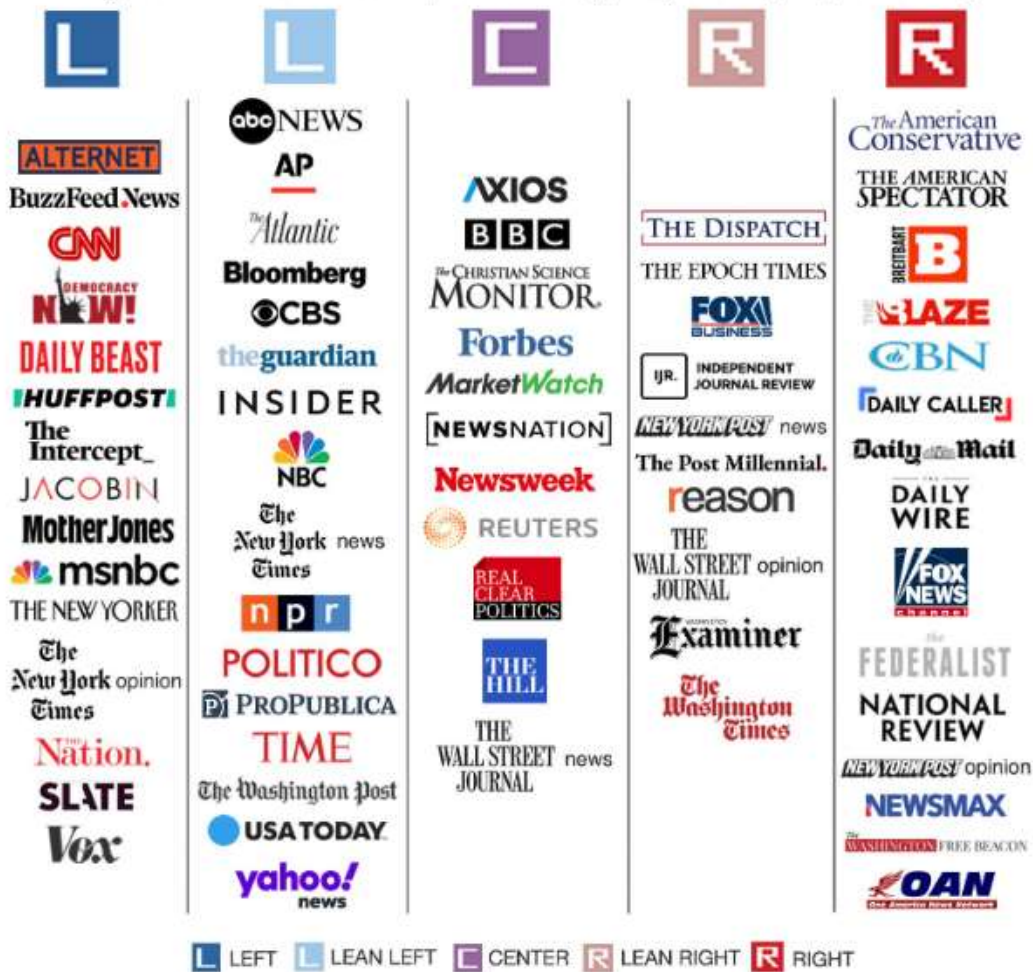 L
L
C
R
R
ALTERNET
BuzzFeed.News
CNN
DEMOCRACY
NOW!
DAILY BEAST
HUFFPOST
The
Intercept_
JACOBIN
MotherJones
msnbc
THE NEW YORKER
The
New York opinion
Times
THE
Nation.
SLATE
Vox
abc NEWS
AP
The
Atlantic
Bloomberg
CBS
theguardian
INSIDER
NBC
The
New York news
Times
npr
POLITICO
P PROPUBLICA
TIME
The Washington Post
USA TODAY
yahoo!
news
AXIOS
BBC
The CHRISTIAN SCIENCE
MONITOR
Forbes
MarketWatch
[NEWSNATION]
Newsweek
REUTERS
REAL
CLEAR
POLITICS
THE
HILL
THE
WALL STREET news
JOURNAL
THE DISPATCH
THE EPOCH TIMES
FOX
BUSINESS
IJR. INDEPENDENT
JOURNAL REVIEW
NEW YORK POST news
The Post Millennial.
reason
THE
WALL STREET opinion
JOURNAL
WASHINGTON
Examiner
The
Washington
Times
The American
Conservative
THE AMERICAN
SPECTATOR
BREITBART B
THE BLAZE
CBN
DAILY CALLER
Daily Mail
THE
DAILY
WIRE
FOX
NEWS
channel
the
FEDERALIST
NATIONAL
REVIEW
NEW YORK POST opinion
NEWSMAX
The
WASHINGTON FREE BEACON
OAN
One America News Network
L LEFT L LEAN LEFT C CENTER R LEAN RIGHT R RIGHT